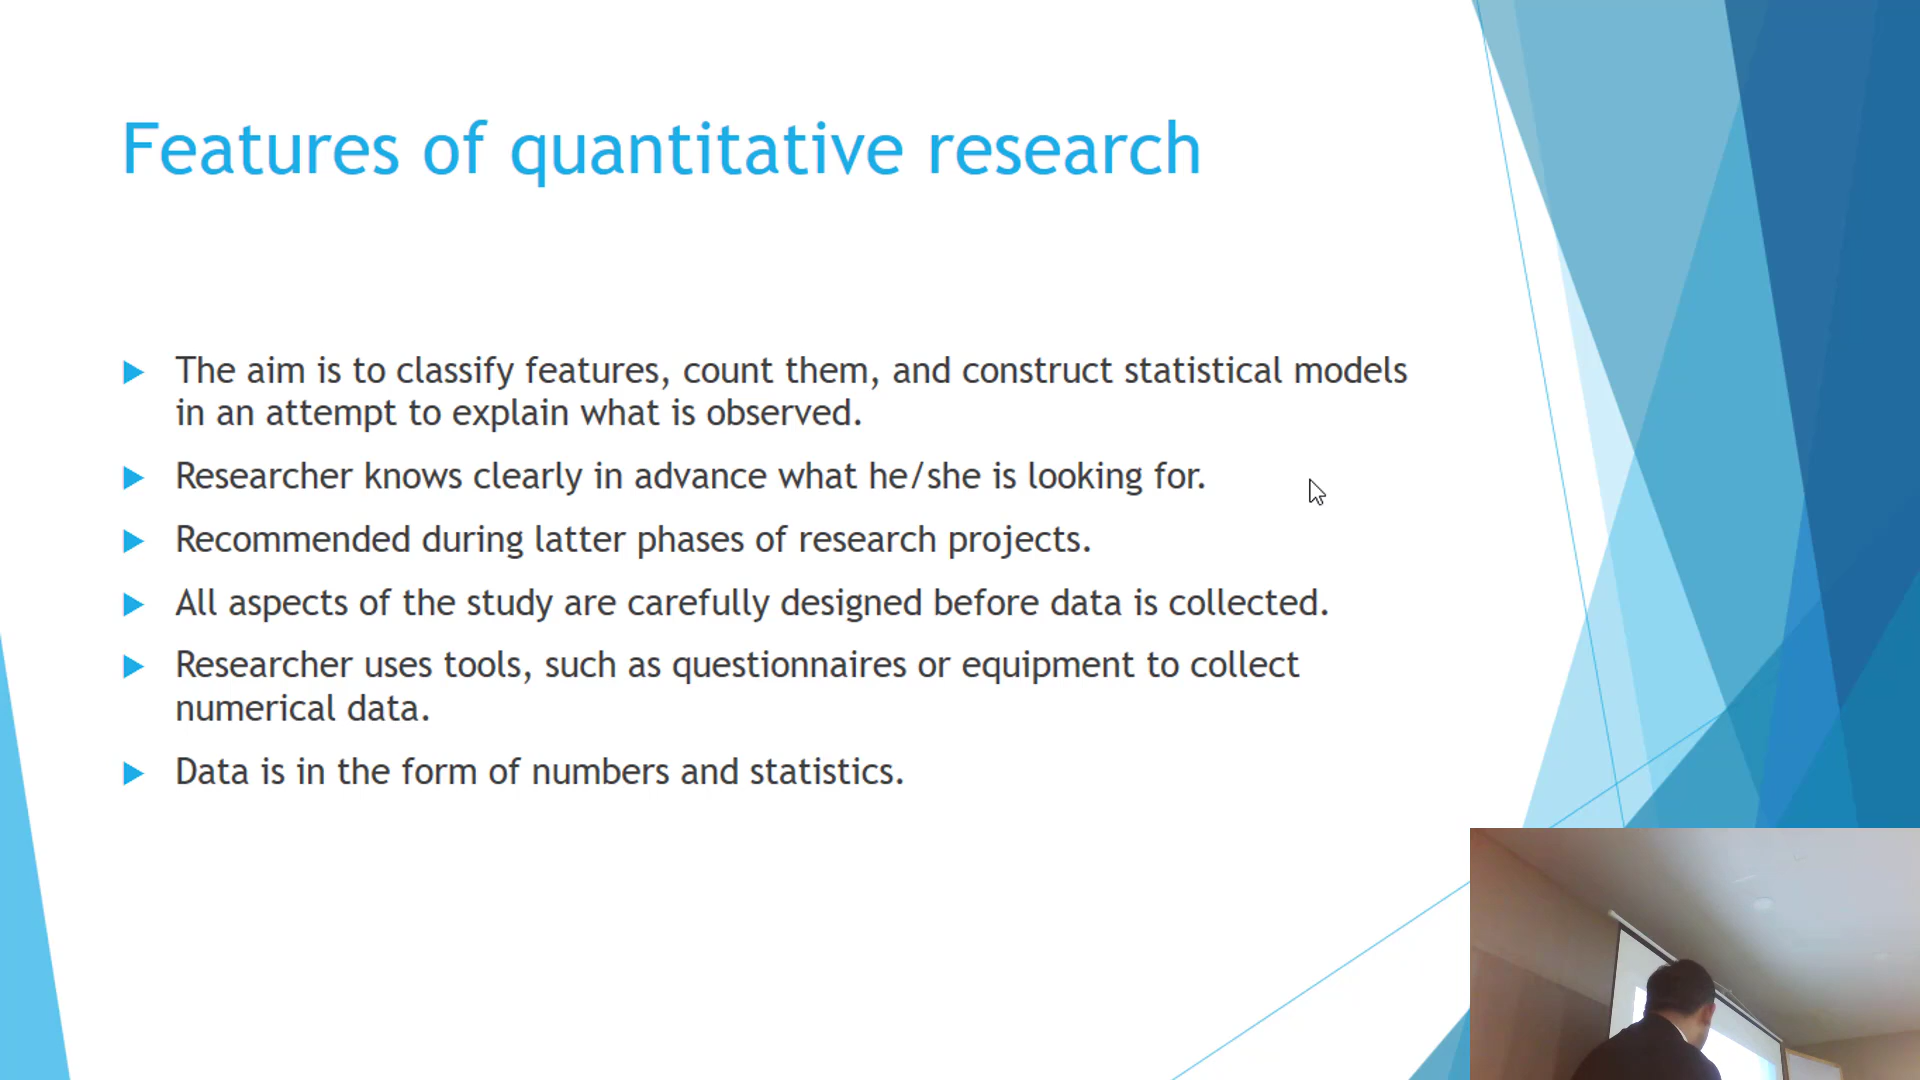 Features of quantitative research
The aim is to classify features, count them, and construct statistical models
in an attempt to explain what is observed.
Researcher knows clearly in advance what he/she is looking for.
Recommended during latter phases of research projects.
All aspects of the study are carefully designed before data is collected.
Researcher uses tools, such as questionnaires or equipment to collect
numerical data.
Data is in the form of numbers and statistics.